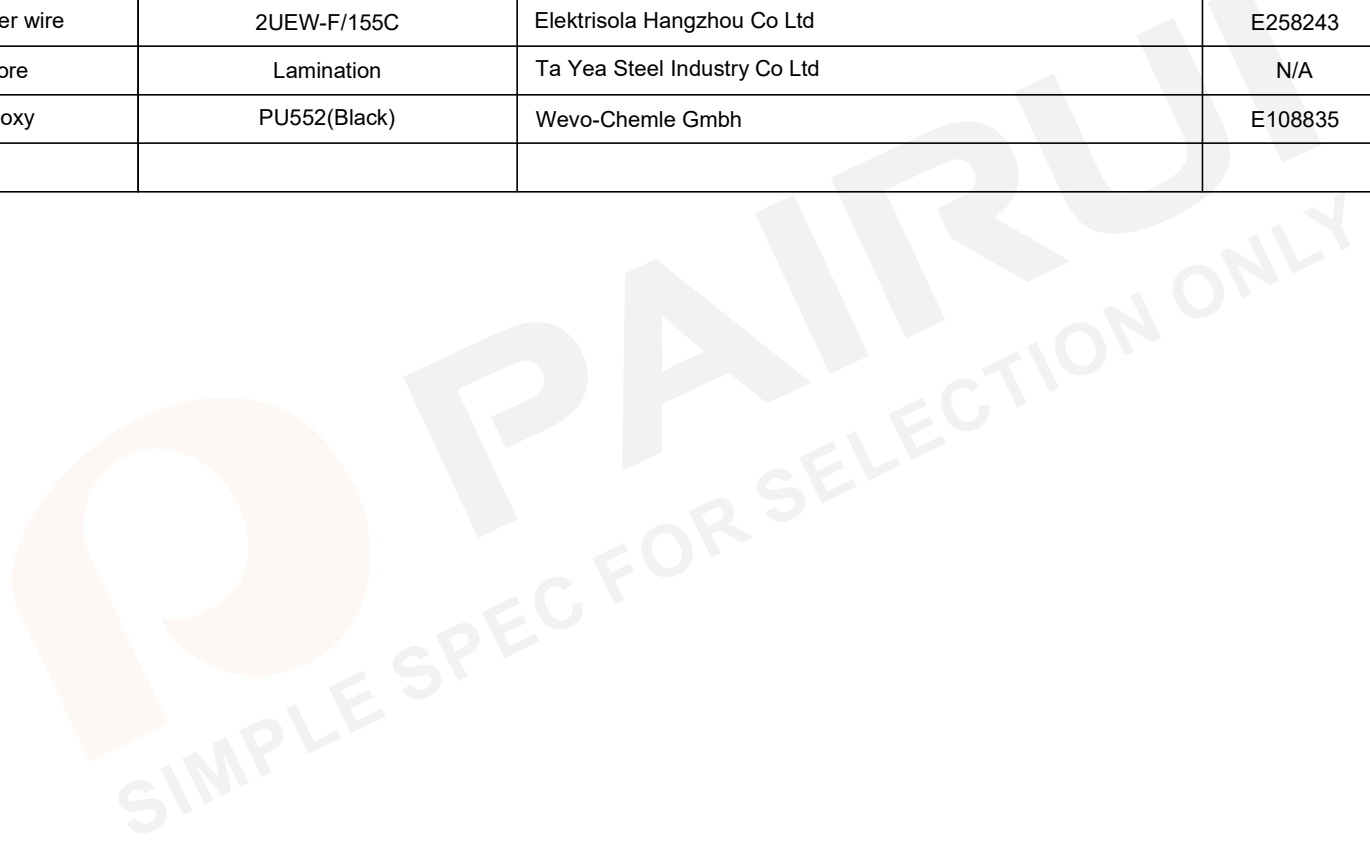 er wire 2UEW-F/155C Elektrisola Hangzhou Co Ltd E258243
ore Lamination Ta Yea Steel Industry Co Ltd N/A
oxy PU552(Black) Wevo-Chemle Gmbh E108835
PAIRUI
SIMPLE SPEC FOR SELECTION ONLY